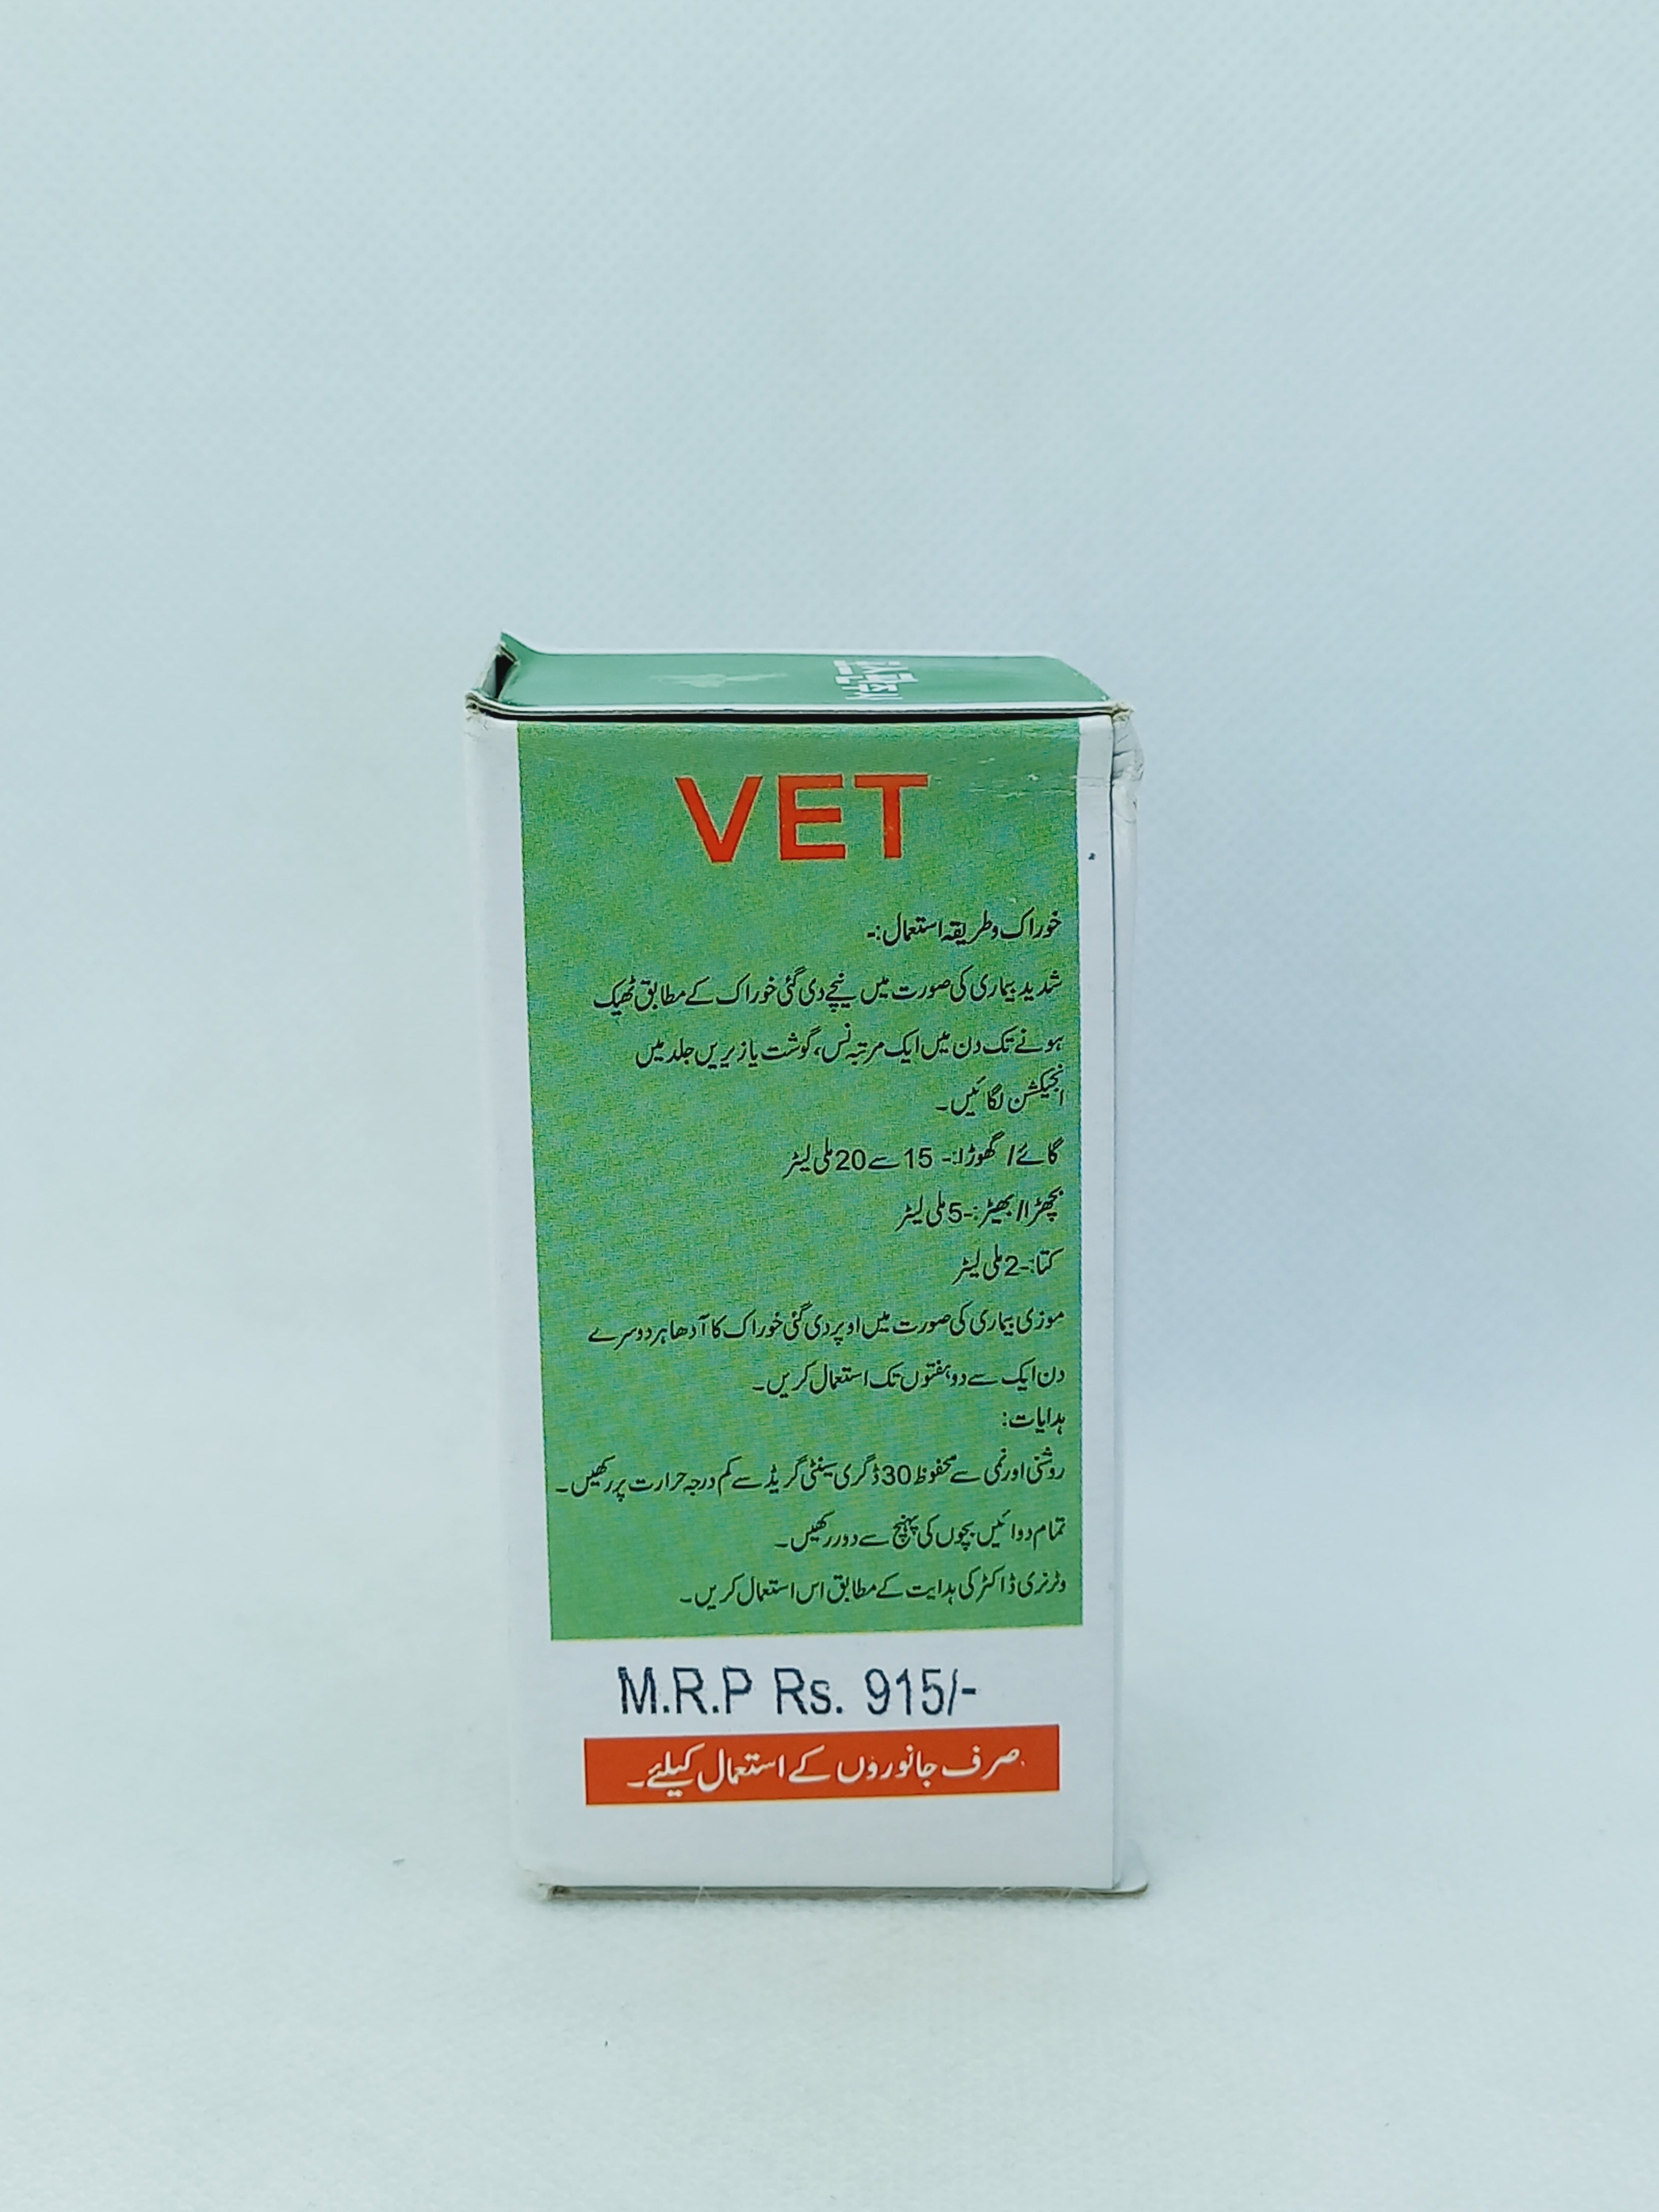 VET
خوراک و طریقہ استعمال:-
شدید بیماری کی صورت میں نیچے دی گئی خوراک کے مطابق ٹھیک
ہونے تک دن میں ایک مرتبہ نس، گوشت یا زیریں جلد میں
انجیکشن لگائیں۔
گائے/ گھوڑا:- 15 سے 20 ملی لیٹر
بچھڑا/ بھیڑ:- 5 ملی لیٹر
کتا:- 2 ملی لیٹر
موزی بیماری کی صورت میں اوپر دی گئی خوراک کا آدھا ہر دوسرے
دن ایک سے دو ہفتوں تک استعمال کریں۔
ہدایات:
روشنی اور نمی سے محفوظ 30 ڈگری سینٹی گریڈ سے کم درجہ حرارت پر رکھیں۔
تمام دوائیں بچوں کی پہنچ سے دور رکھیں۔
وٹرنری ڈاکٹر کی ہدایت کے مطابق اس استعمال کریں۔
M.R.P Rs. 915/-
صرف جانوروں کے استعمال کیلئے۔